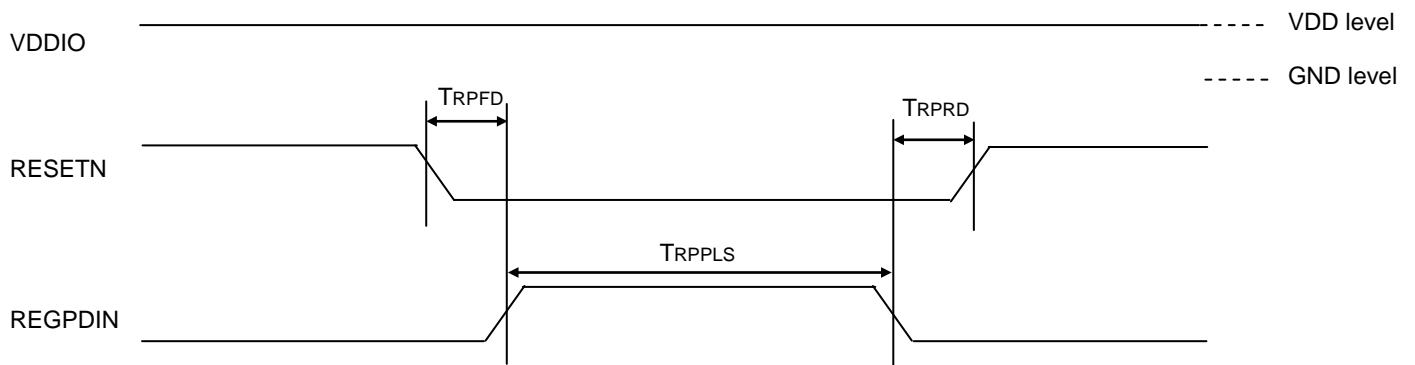 VDDIO
VDD level
GND level
TRPFD
TRPRD
RESETN
TRPPLS
REGPDIN